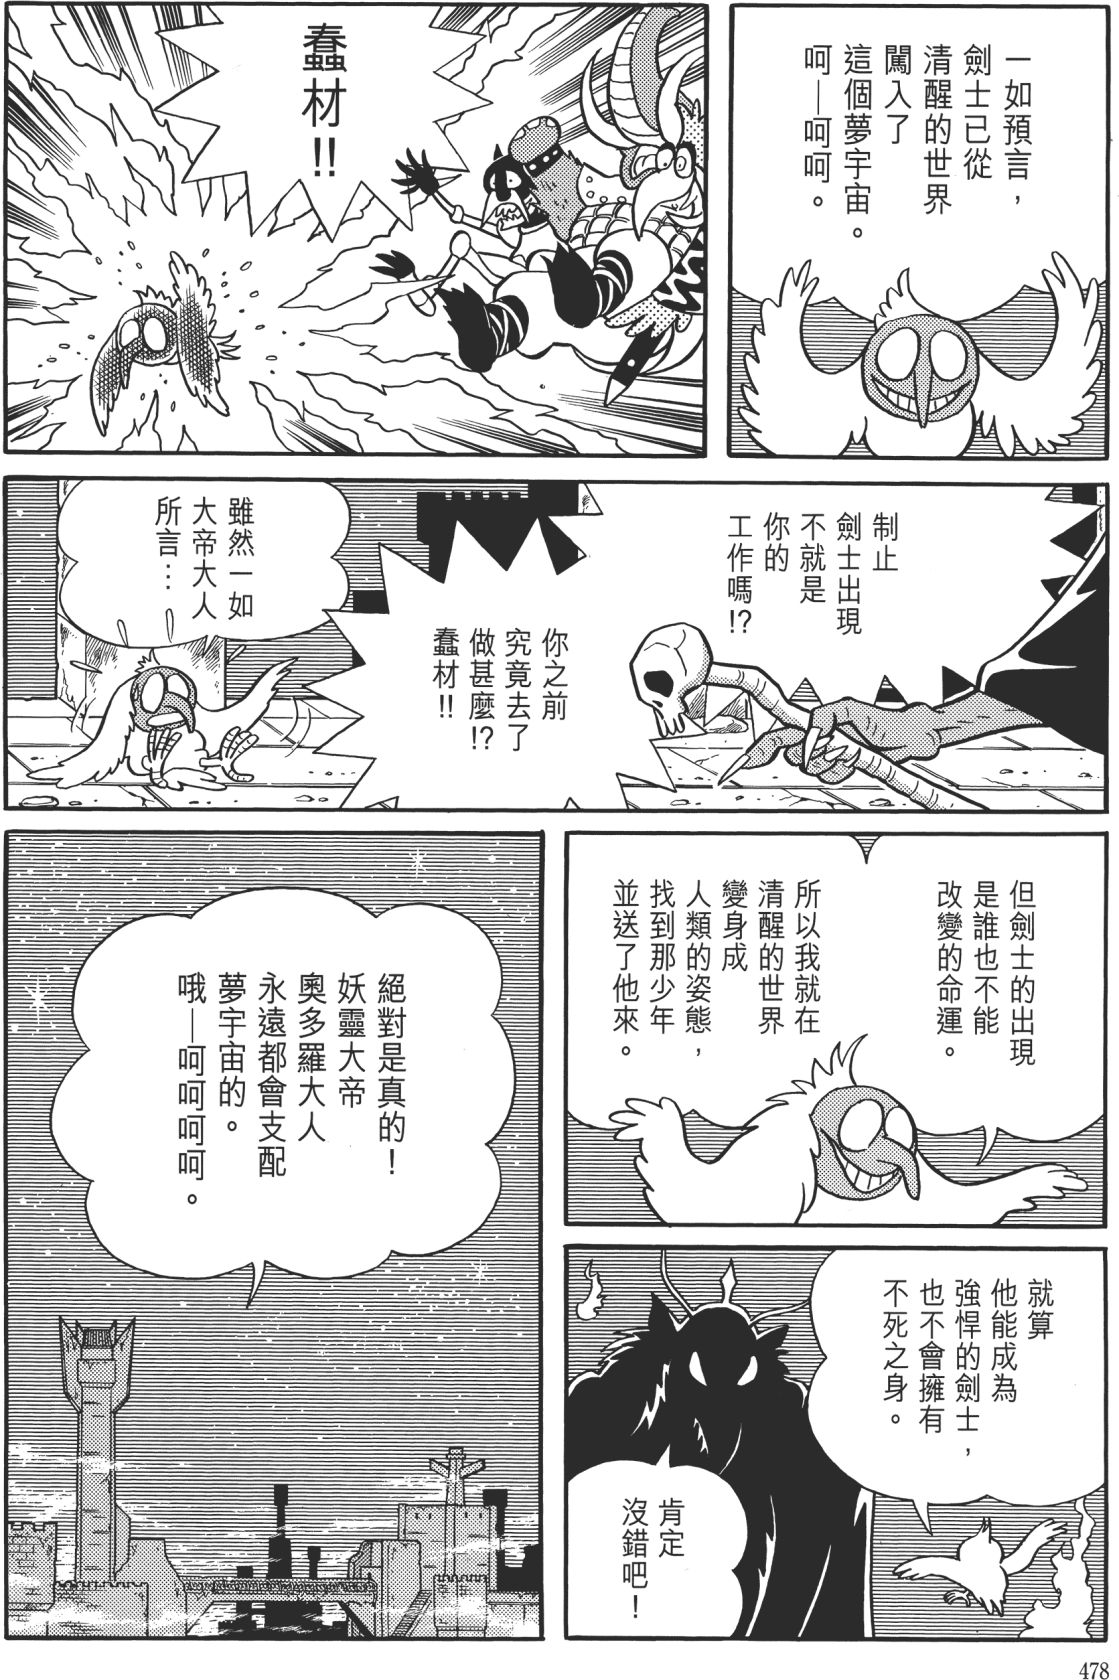 一如預言，
劍士已從
清醒的世界
闖入了
這個夢宇宙。
呵—呵呵。
蠢材!!
制止
劍士出現
不就是
你的
工作嗎!?
你之前
究竟去了
做甚麼!?
蠢材!!
雖然一如
大帝大人
所言…
但劍士的出現
是誰也不能
改變的命運。
所以我就在
清醒的世界
變身成
人類的姿態，
找到那少年
並送了他來。
就算
他能成為
強悍的劍士，
也不會擁有
不死之身。
肯定
沒錯吧！
絕對是真的！
妖靈大帝
奧多羅大人
永遠都會支配
夢宇宙的。
哦—呵呵呵呵。
478